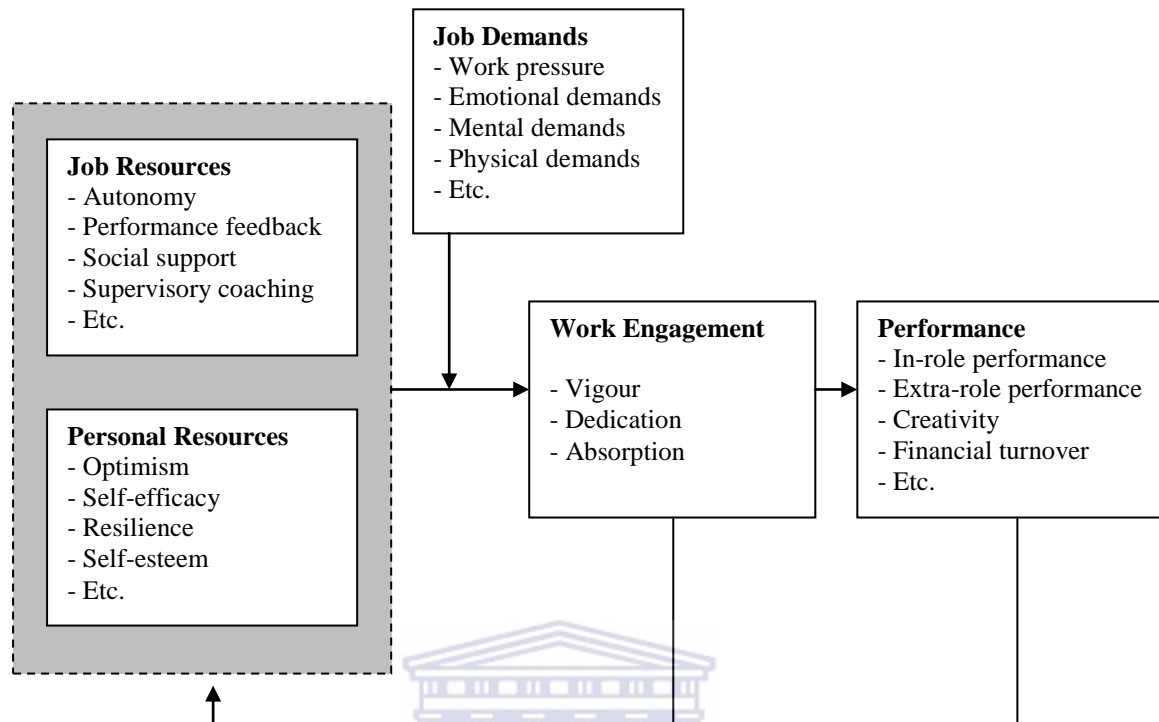 Job Demands
- Work pressure
- Emotional demands
- Mental demands
- Physical demands
- Etc.
Job Resources
- Autonomy
- Performance feedback
- Social support
- Supervisory coaching
- Etc.
Personal Resources
- Optimism
- Self-efficacy
- Resilience
- Self-esteem
- Etc.
Work Engagement
- Vigour
- Dedication
- Absorption
Performance
- In-role performance
- Extra-role performance
- Creativity
- Financial turnover
- Etc.